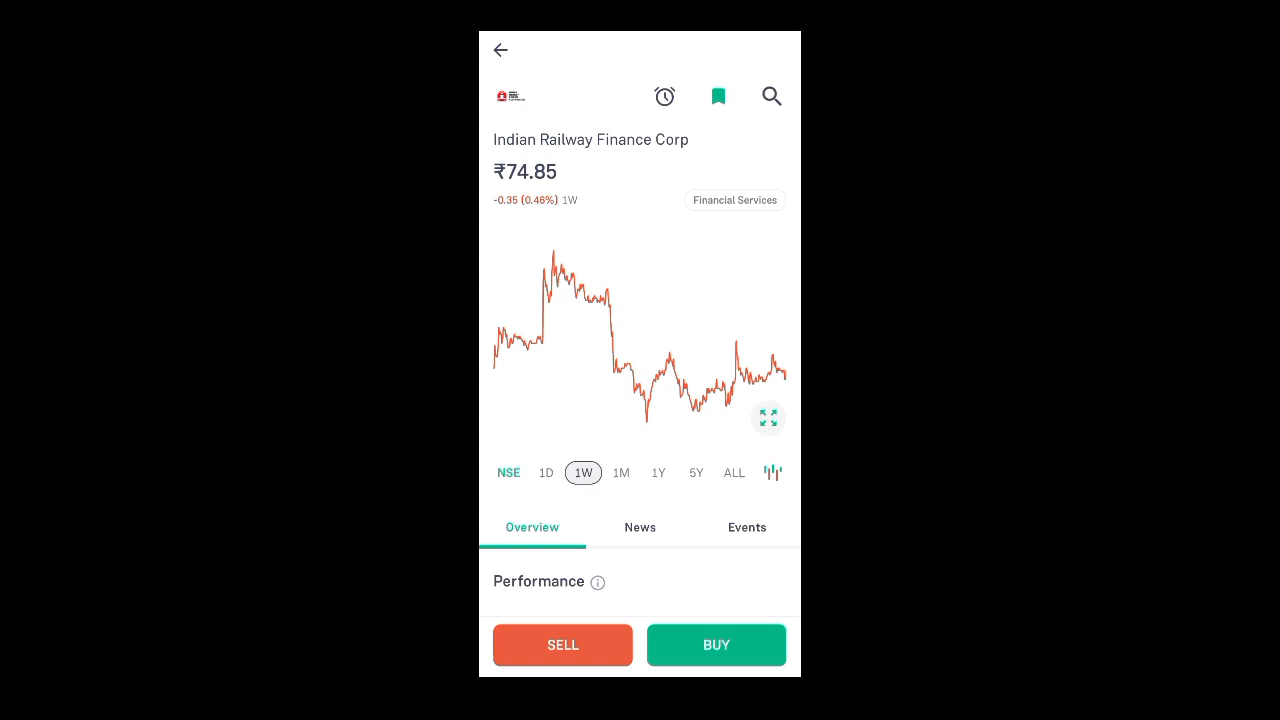 Indian Railway Finance Corp
₹74.85
-0.35 (0.46%) 1W
Financial Services
NSE 1D 1W 1M 1Y 5Y ALL
Overview News Events
Performance
SELL BUY